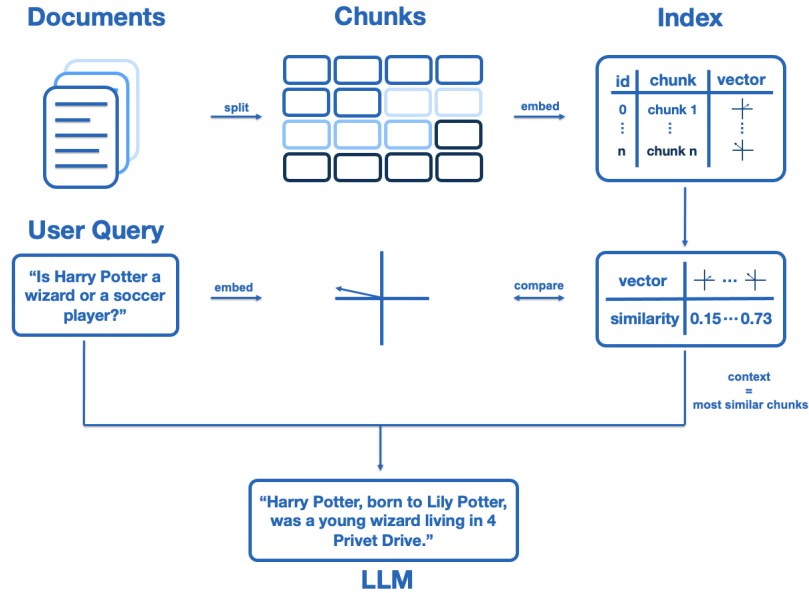 Documents
Chunks
Index
split
embed
id chunk vector
0 chunk 1
⋮ ⋮ ⋮
n chunk n
User Query
“Is Harry Potter a
wizard or a soccer
player?”
embed
compare
vector ···
similarity 0.15···0.73
context
=
most similar chunks
“Harry Potter, born to Lily Potter,
was a young wizard living in 4
Privet Drive.”
LLM